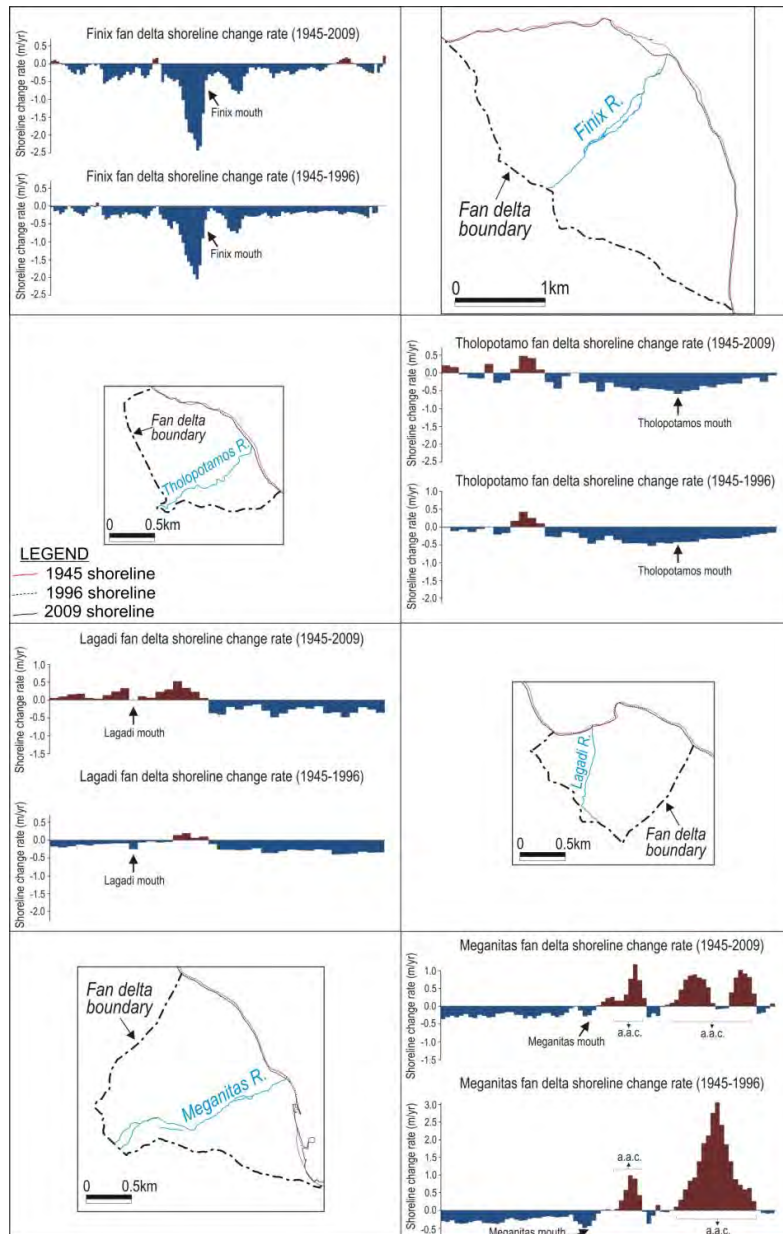 Finix fan delta shoreline change rate (1945-2009)
Shoreline change rate (m/yr)
0.5
0.0
-0.5
-1.0
-1.5
-2.0
-2.5
Finix mouth
Finix fan delta shoreline change rate (1945-1996)
Shoreline change rate (m/yr)
0.5
0.0
-0.5
-1.0
-1.5
-2.0
-2.5
Finix mouth
Finix R.
Fan delta
boundary
0 1km
Fan delta
boundary
Tholopotamos R.
0 0.5km
LEGEND
1945 shoreline
1996 shoreline
2009 shoreline
Tholopotamo fan delta shoreline change rate (1945-2009)
Shoreline change rate (m/yr)
0.5
0.0
-0.5
-1.0
-1.5
-2.0
-2.5
Tholopotamos mouth
Tholopotamo fan delta shoreline change rate (1945-1996)
Shoreline change rate (m/yr)
1.0
0.5
0.0
-0.5
-1.0
-1.5
-2.0
Tholopotamos mouth
Lagadi fan delta shoreline change rate (1945-2009)
Shoreline change rate (m/yr)
1.0
0.5
0.0
-0.5
-1.0
-1.5
Lagadi mouth
Lagadi fan delta shoreline change rate (1945-1996)
Shoreline change rate (m/yr)
0.5
0.0
-0.5
-1.0
-1.5
-2.0
Lagadi mouth
Lagadi R.
0 0.5km
Fan delta
boundary
Fan delta
boundary
Meganitas R.
0 0.5km
Meganitas fan delta shoreline change rate (1945-2009)
Shoreline change rate (m/yr)
1.0
0.5
0.0
-0.5
-1.0
-1.5
Meganitas mouth
a.a.c.
a.a.c.
Meganitas fan delta shoreline change rate (1945-1996)
Shoreline change rate (m/yr)
3.0
2.5
2.0
1.5
1.0
0.5
0.0
-0.5
a.a.c.
Meganitas mouth
a.a.c.